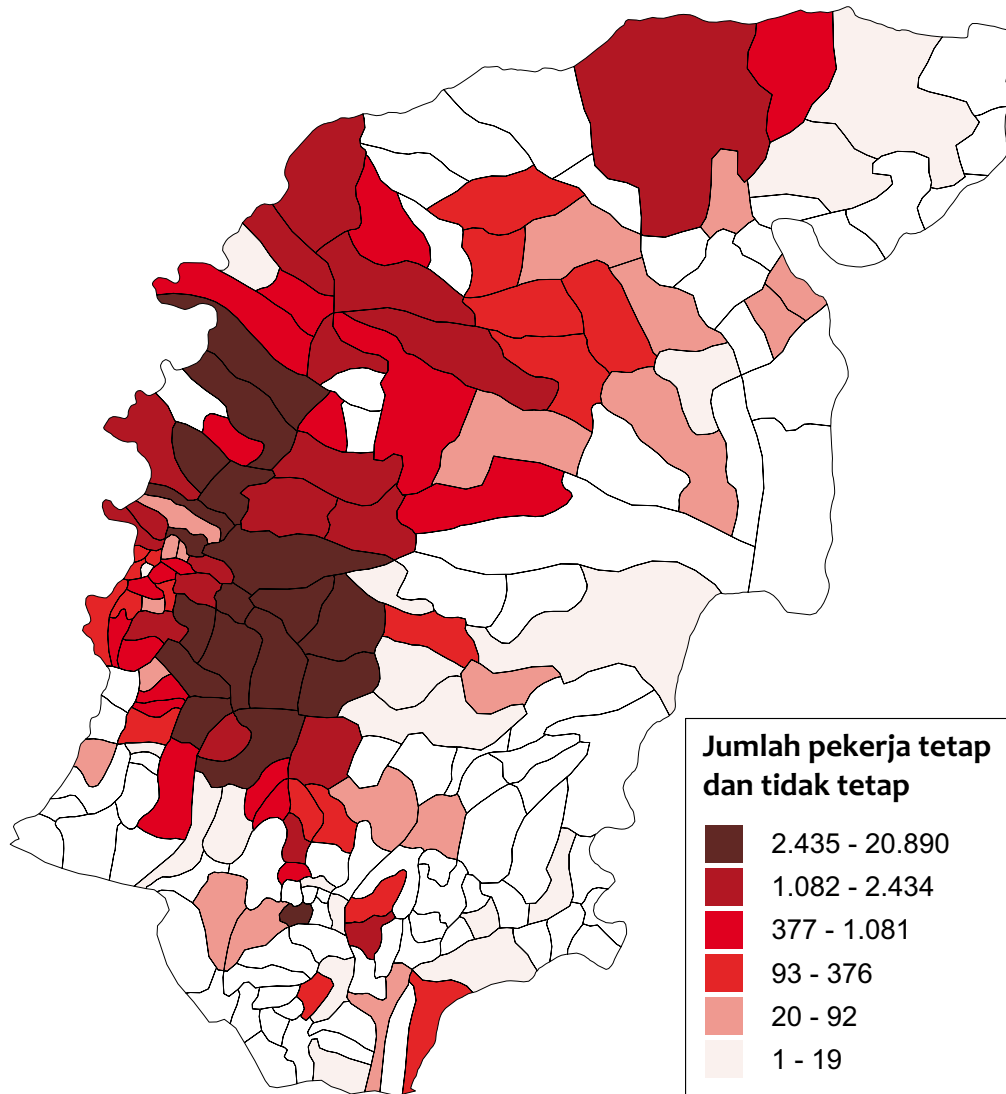 Jumlah pekerja tetap
dan tidak tetap
2.435 - 20.890
1.082 - 2.434
377 - 1.081
93 - 376
20 - 92
1 - 19